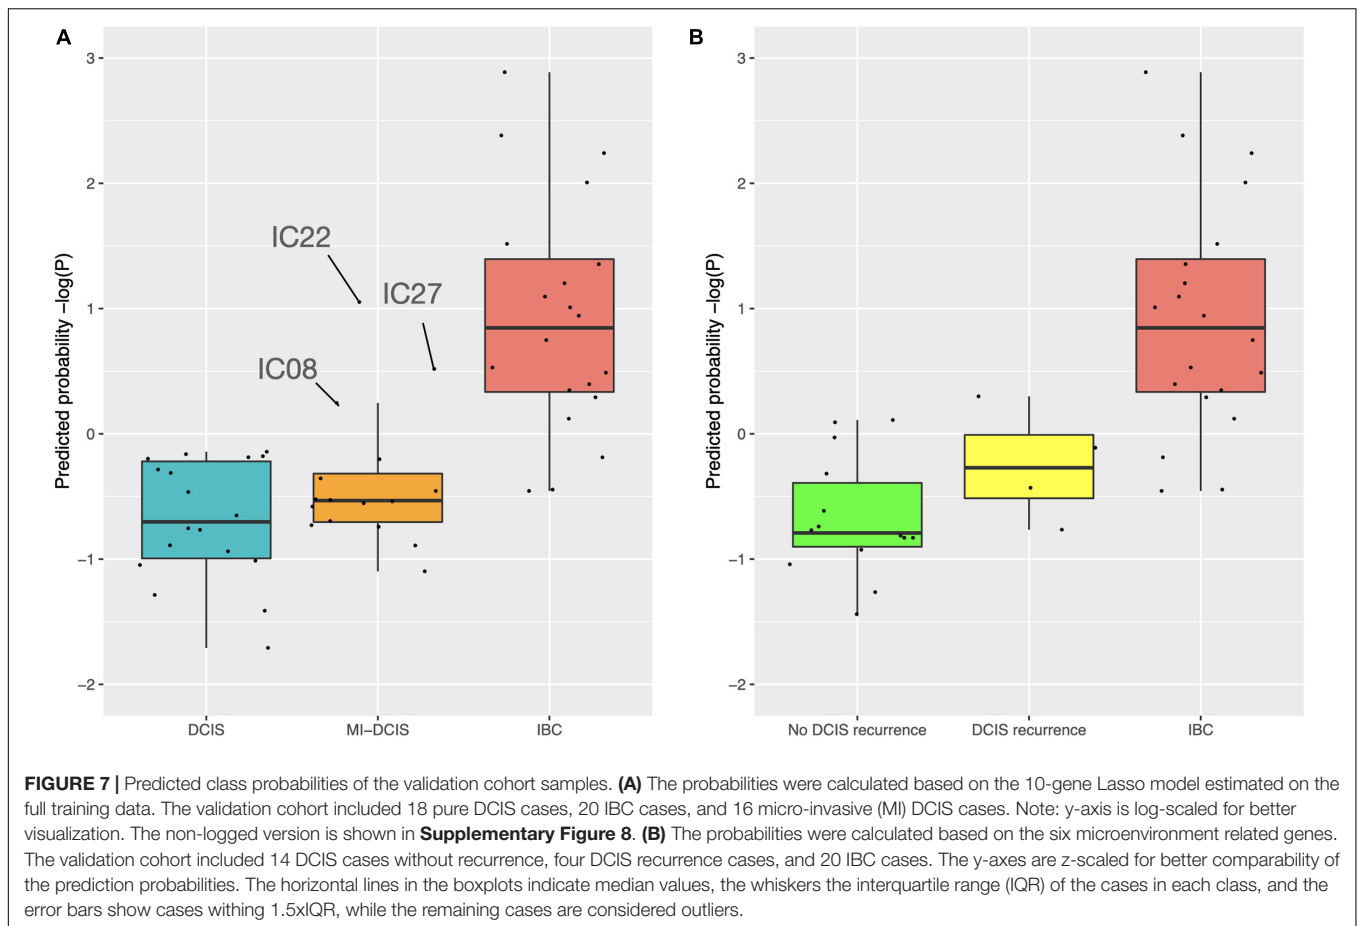 A
B
3
2
1
0
−1
−2
Predicted probability −log(P)
IC22
IC27
IC08
DCIS
MI−DCIS
IBC
3
2
1
0
−1
−2
Predicted probability −log(P)
No DCIS recurrence
DCIS recurrence
IBC
FIGURE 7 | Predicted class probabilities of the validation cohort samples. (A) The probabilities were calculated based on the 10-gene Lasso model estimated on the
full training data. The validation cohort included 18 pure DCIS cases, 20 IBC cases, and 16 micro-invasive (MI) DCIS cases. Note: y-axis is log-scaled for better
visualization. The non-logged version is shown in Supplementary Figure 8. (B) The probabilities were calculated based on the six microenvironment related genes.
The validation cohort included 14 DCIS cases without recurrence, four DCIS recurrence cases, and 20 IBC cases. The y-axes are z-scaled for better comparability of
the prediction probabilities. The horizontal lines in the boxplots indicate median values, the whiskers the interquartile range (IQR) of the cases in each class, and the
error bars show cases withing 1.5xIQR, while the remaining cases are considered outliers.